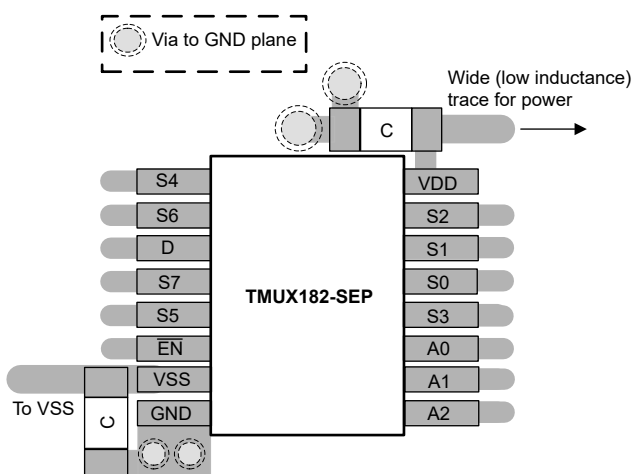 Via to GND plane
Wide (low inductance)
trace for power
C
S4
VDD
S6
S2
D
S1
S7
S0
TMUX182-SEP
S5
S3
EN
A0
VSS
A1
To VSS
GND
A2
C